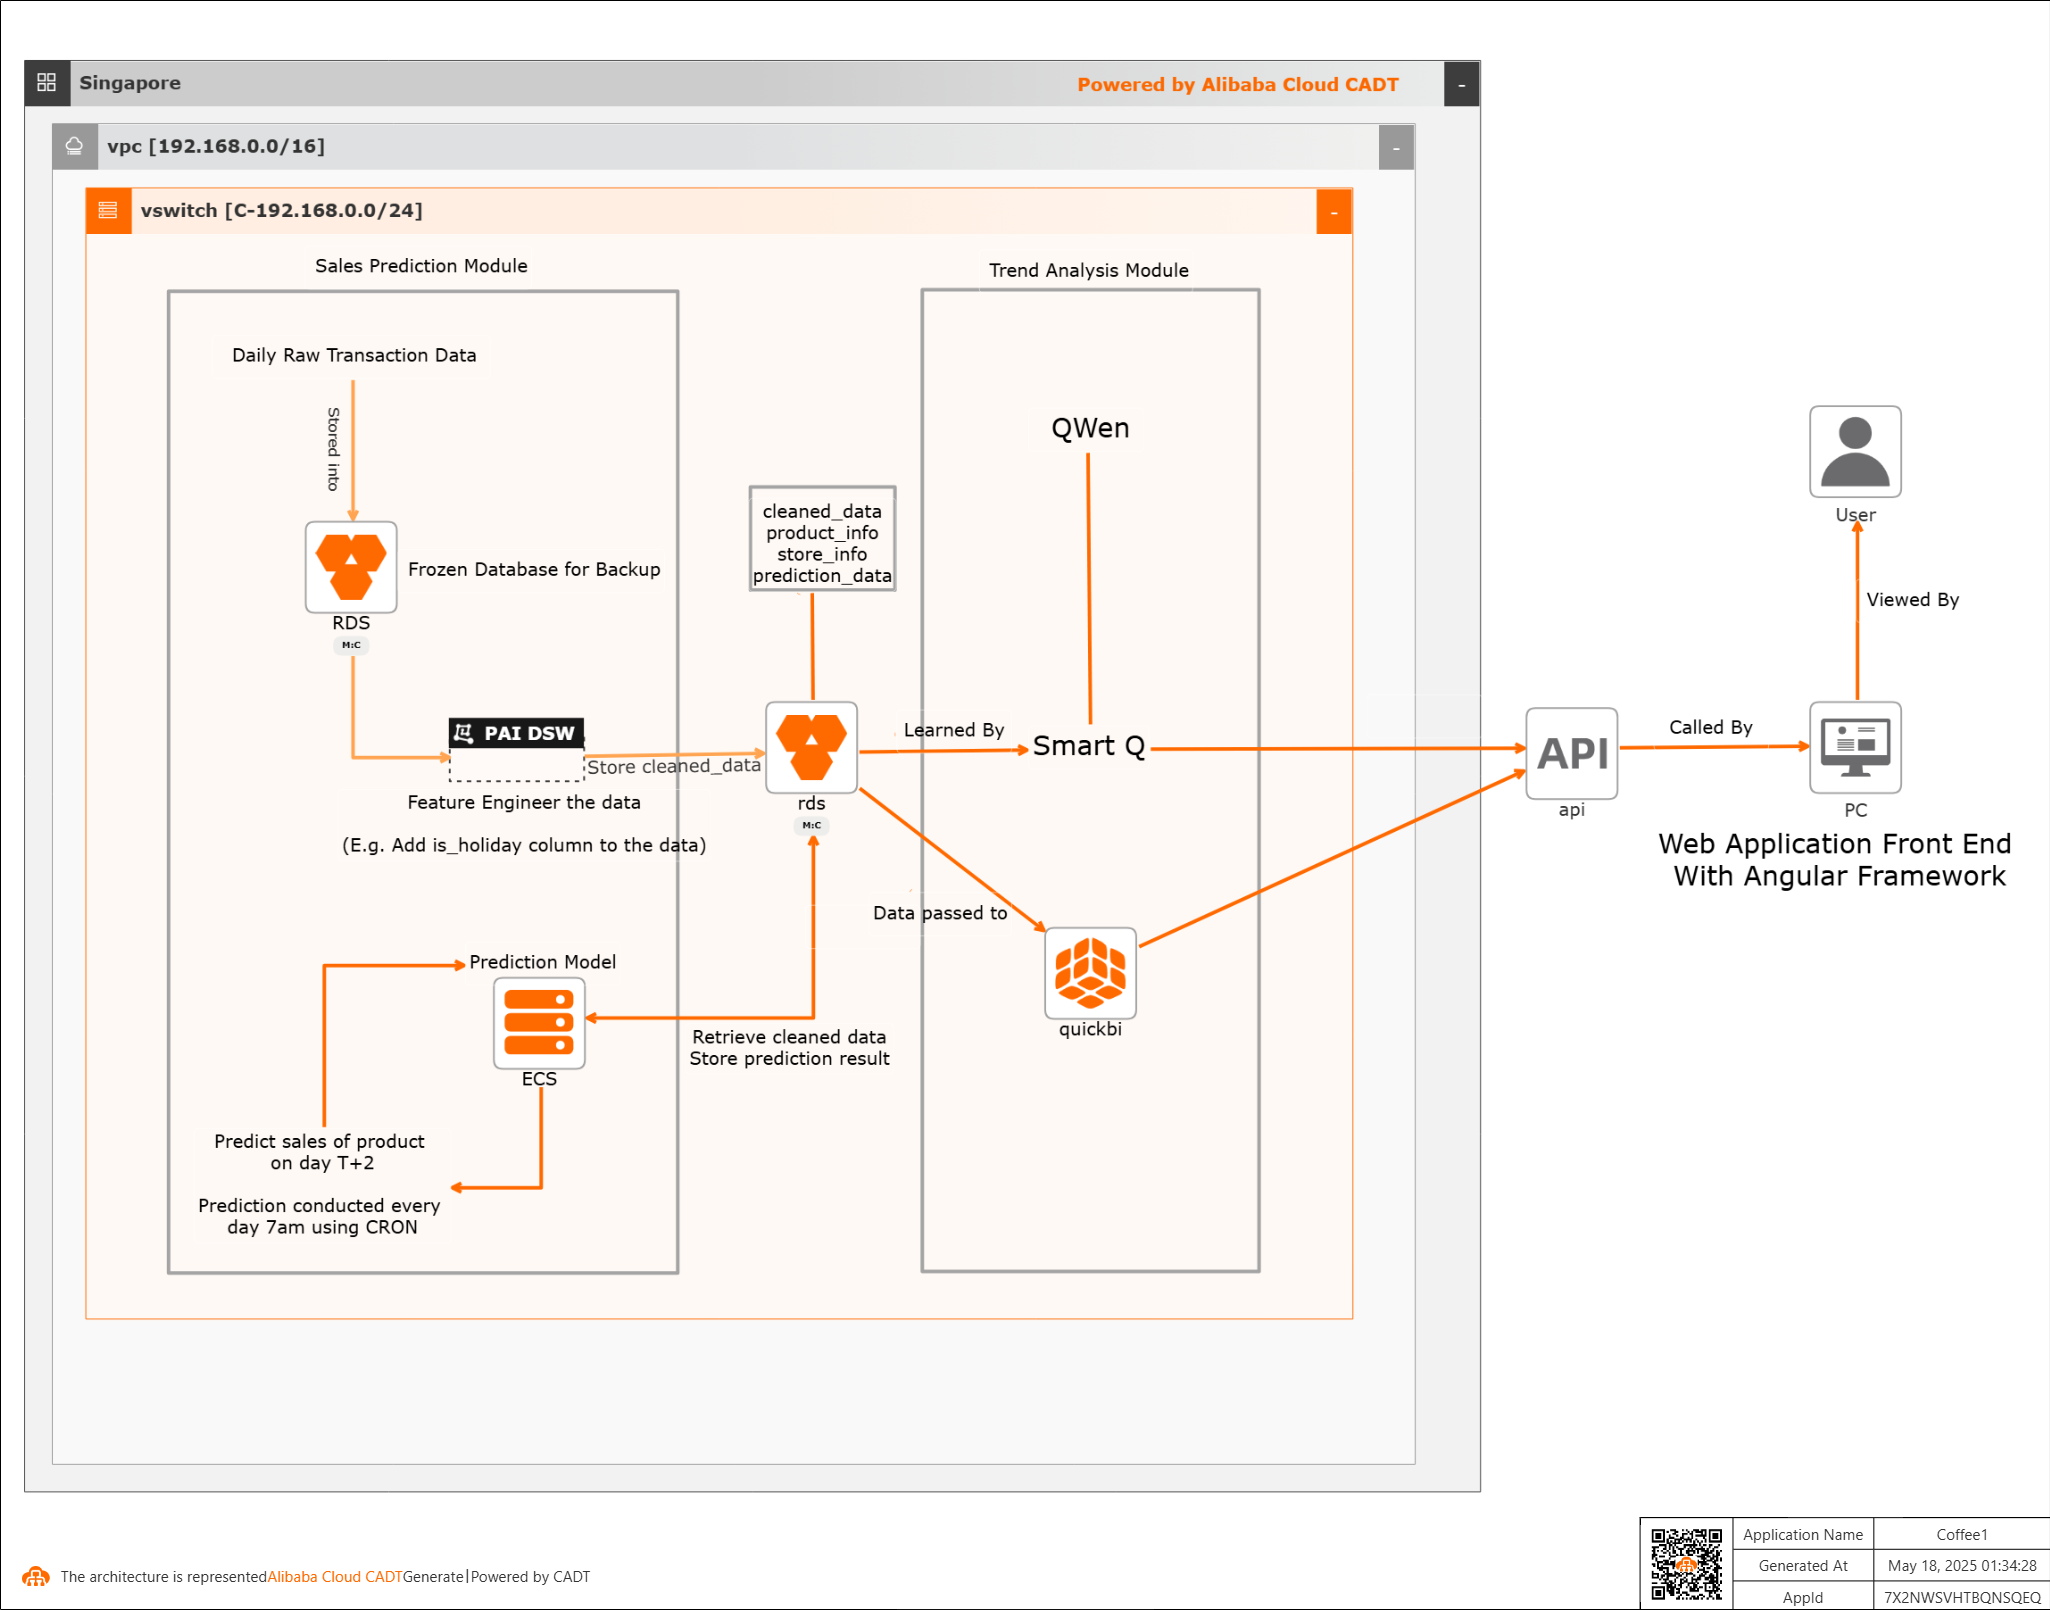 Singapore
Powered by Alibaba Cloud CADT
-
vpc [192.168.0.0/16]
-
vswitch [C-192.168.0.0/24]
-
Sales Prediction Module
Trend Analysis Module
Daily Raw Transaction Data
Stored into
Frozen Database for Backup
RDS
M:C
PAI DSW
Store cleaned_data
Feature Engineer the data
(E.g. Add is_holiday column to the data)
cleaned_data
product_info
store_info
prediction_data
rds
M:C
Learned By
QWen
Smart Q
Data passed to
quickbi
Prediction Model
ECS
Retrieve cleaned data
Store prediction result
Predict sales of product
on day T+2
Prediction conducted every
day 7am using CRON
API
api
Called By
User
Viewed By
PC
Web Application Front End
With Angular Framework
The architecture is representedAlibaba Cloud CADTGenerate|Powered by CADT
Application Name Coffee1
Generated At May 18, 2025 01:34:28
AppId 7X2NWSVHTBQNSQEQ